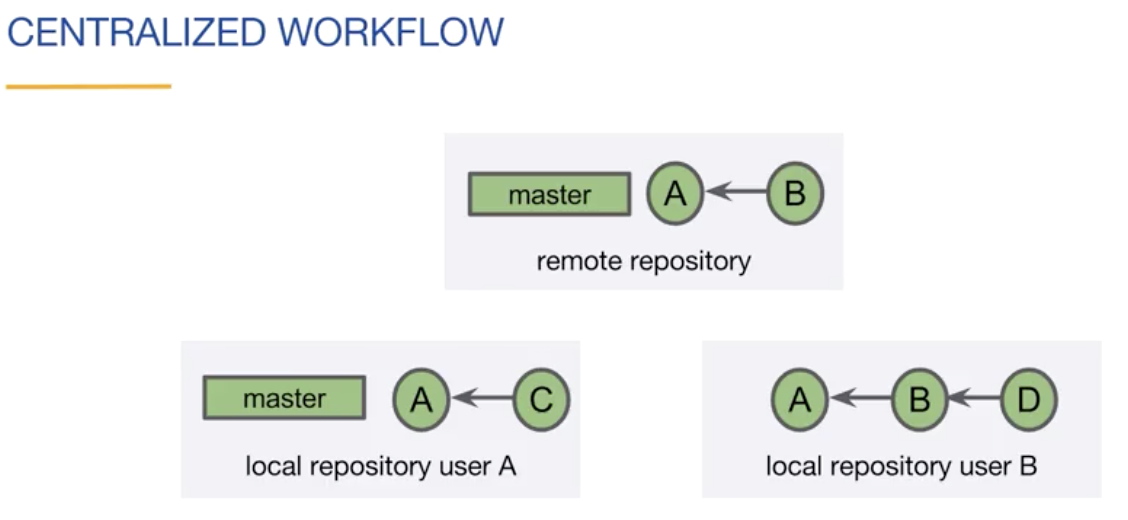 CENTRALIZED WORKFLOW
master A B
remote repository
master A C
local repository user A
A B D
local repository user B